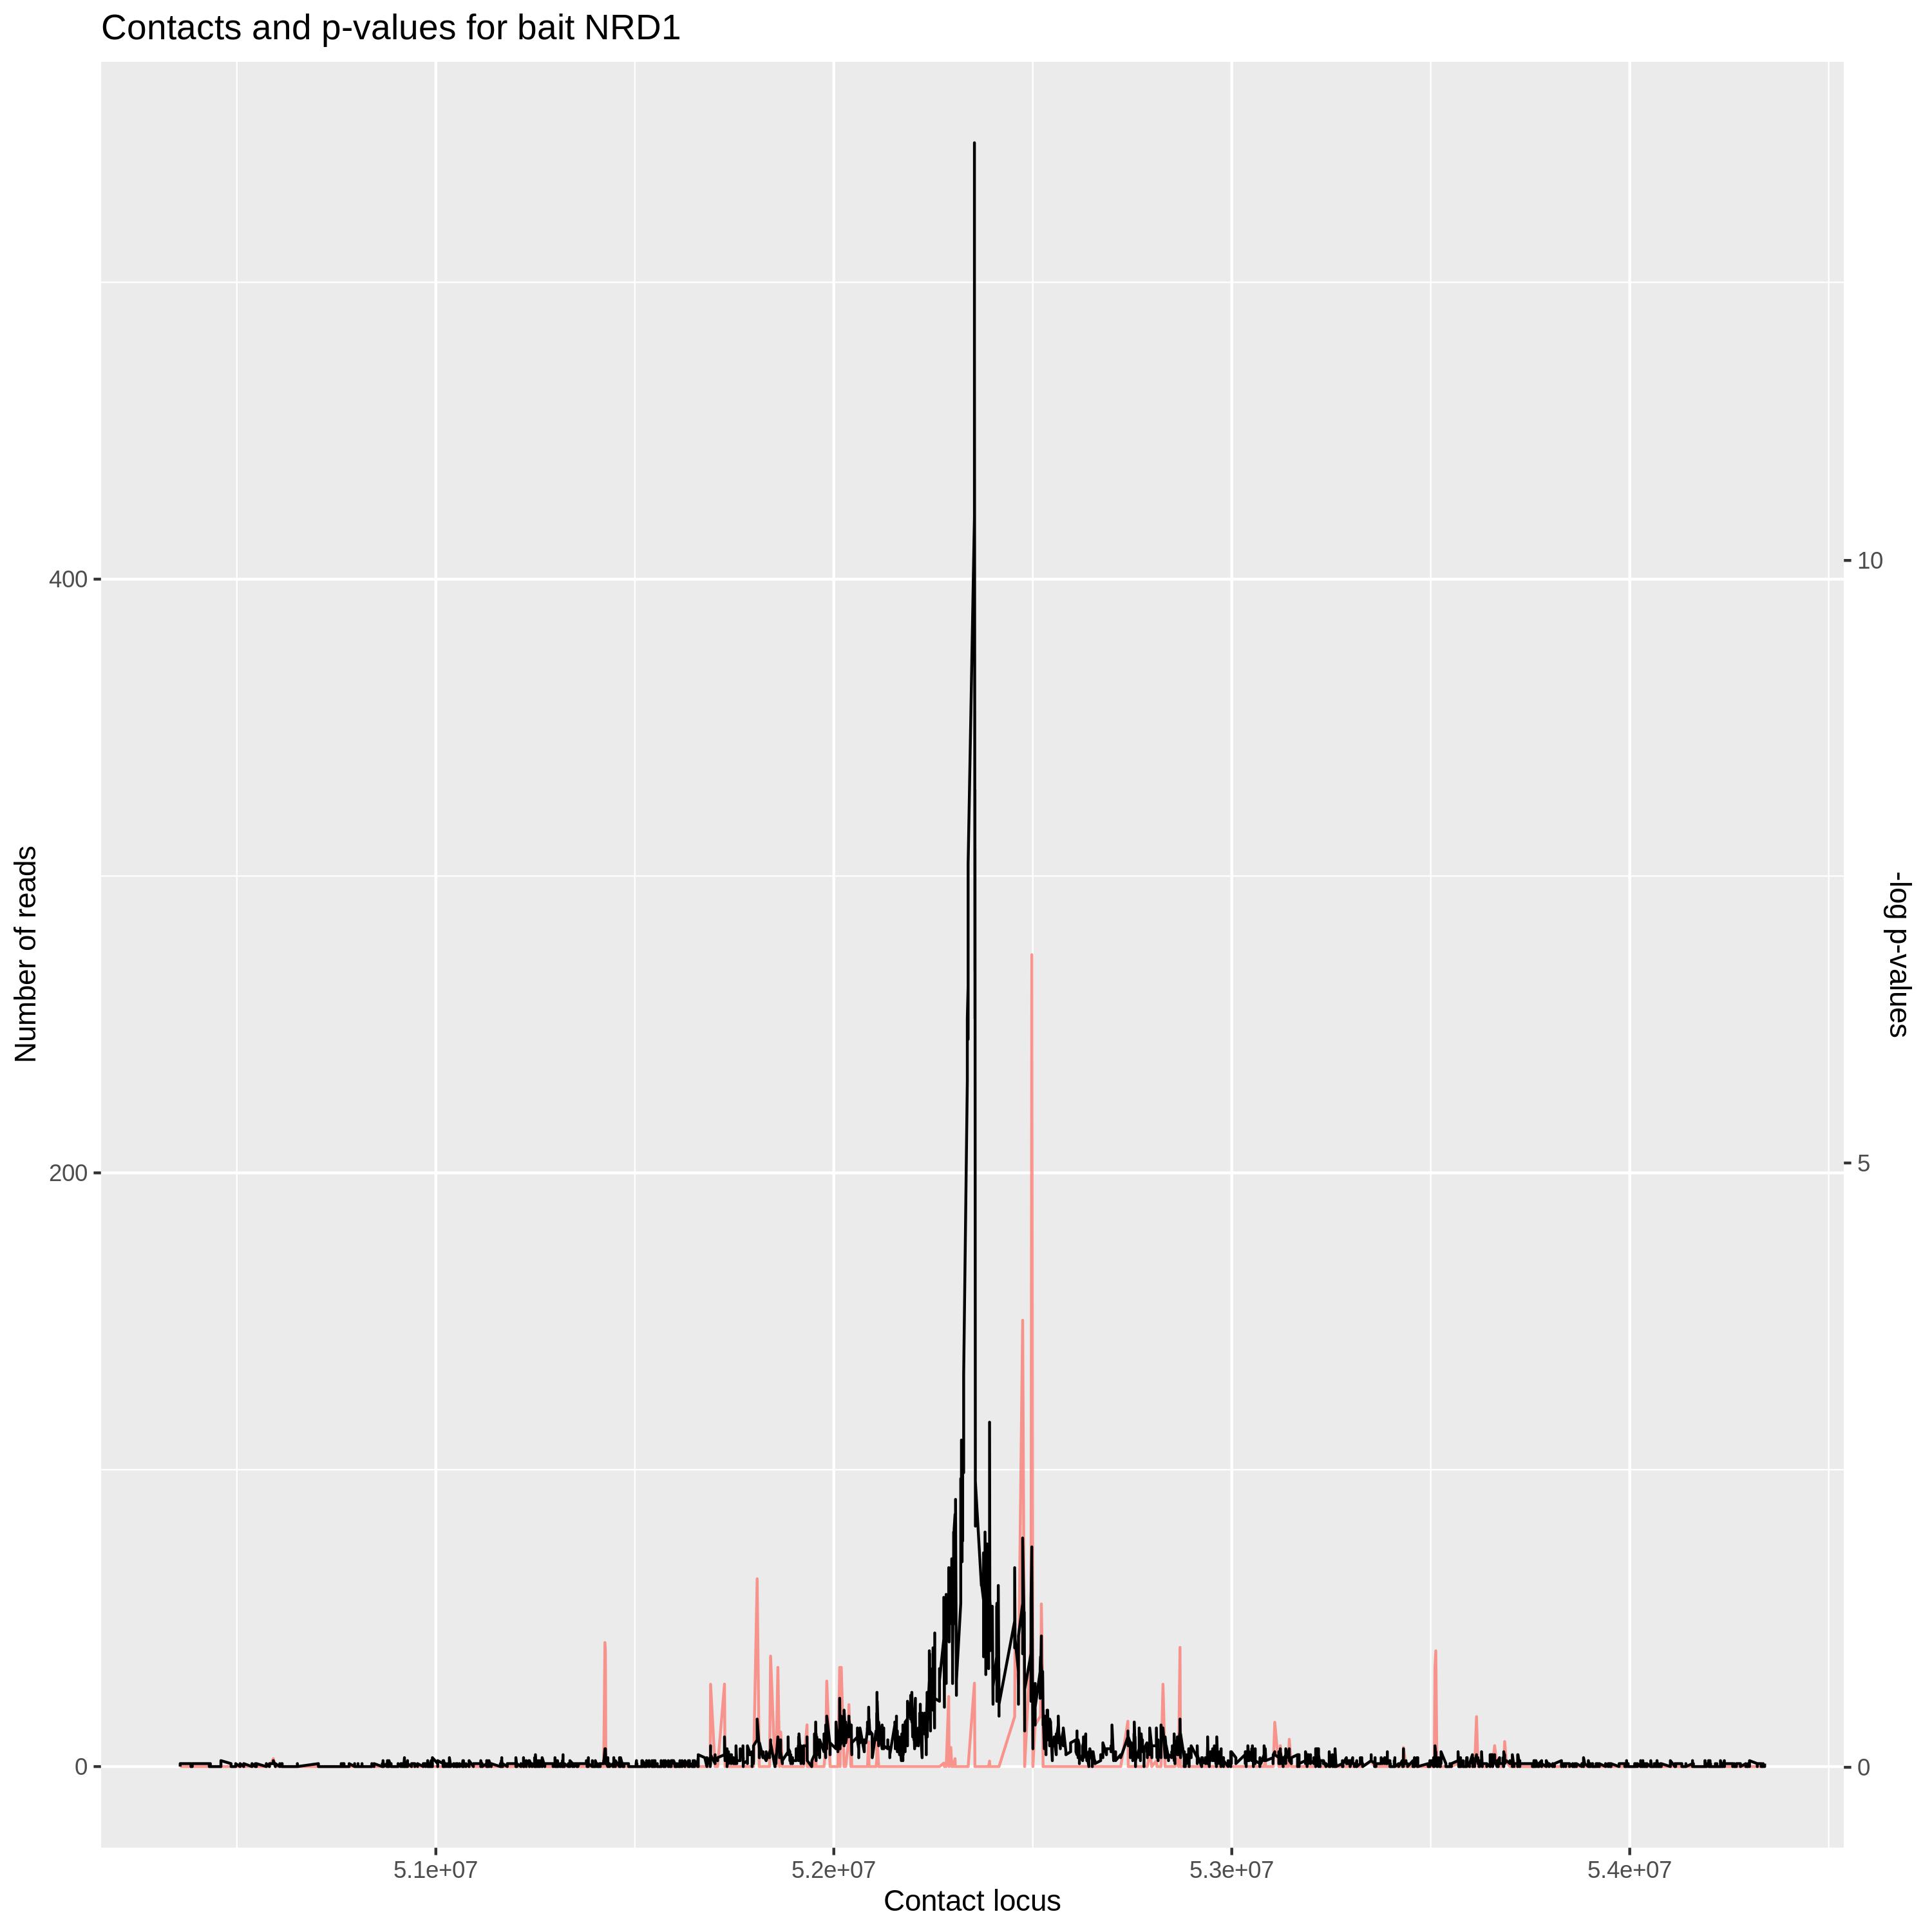 Contacts and p-values for bait NRD1
Number of reads
400
200
0
10
5
0
-log p-values
5.1e+07 5.2e+07 5.3e+07 5.4e+07
Contact locus